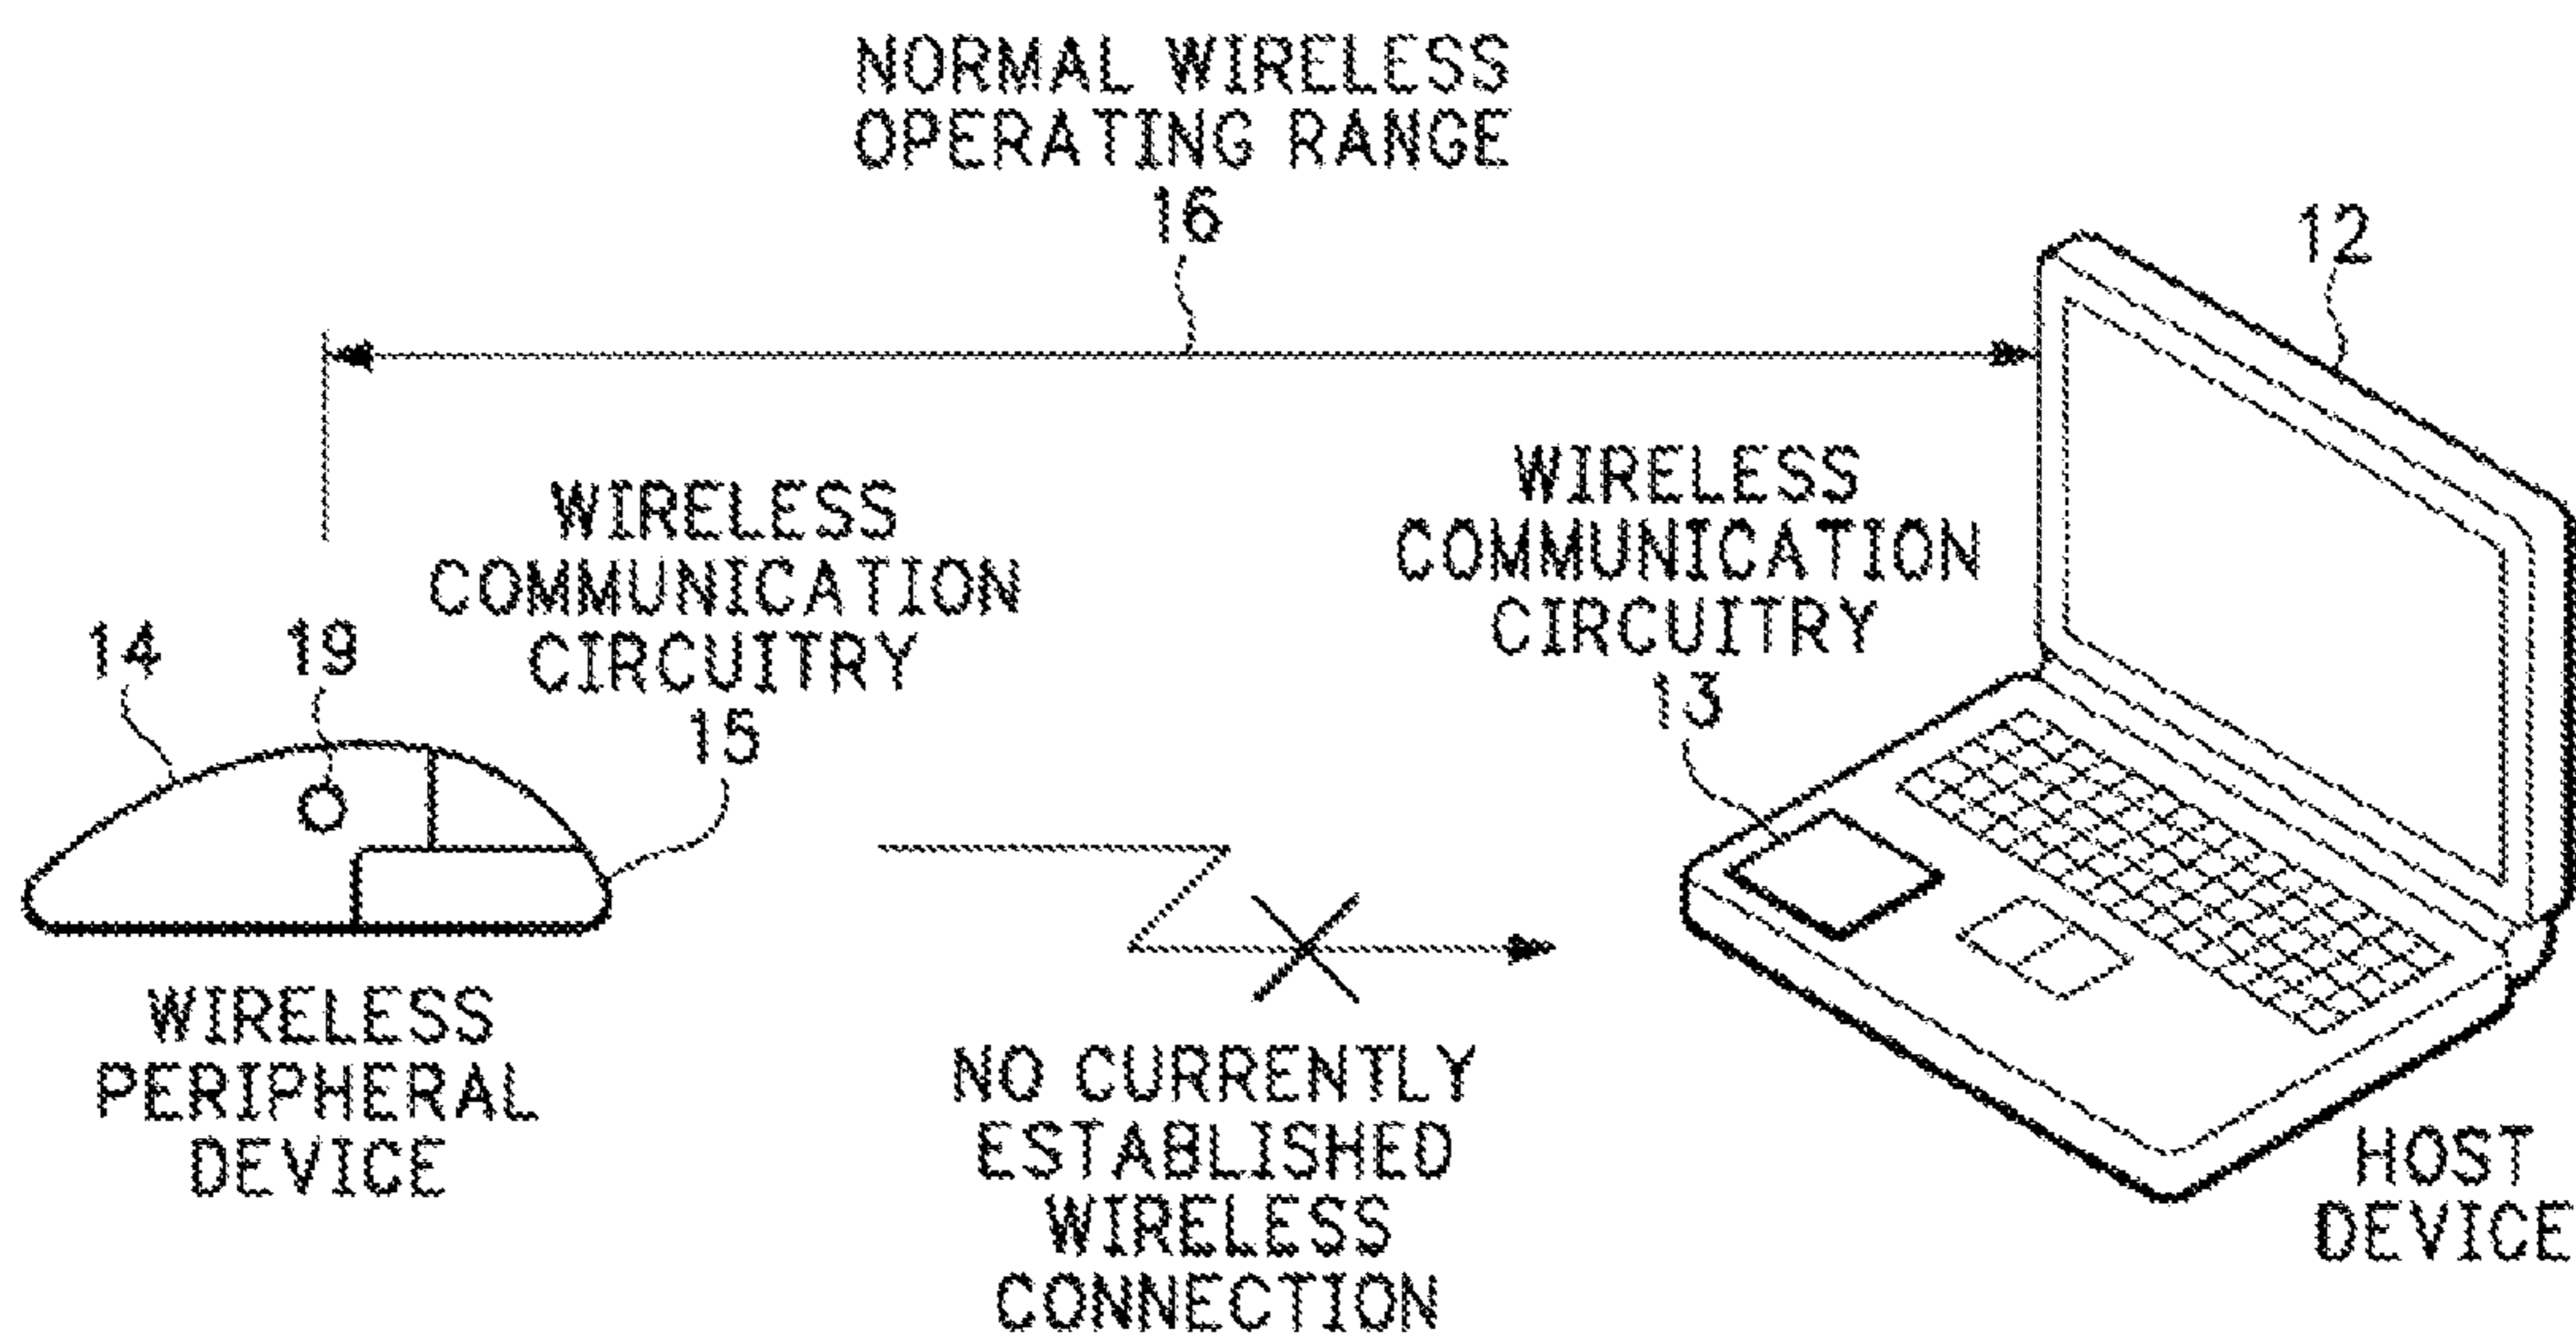 NORMAL WIRELESS
OPERATING RANGE
16
12
WIRELESS
COMMUNICATION
CIRCUITRY
15
WIRELESS
COMMUNICATION
CIRCUITRY
13
14
19
WIRELESS
PERIPHERAL
DEVICE
NO CURRENTLY
ESTABLISHED
WIRELESS
CONNECTION
HOST
DEVICE